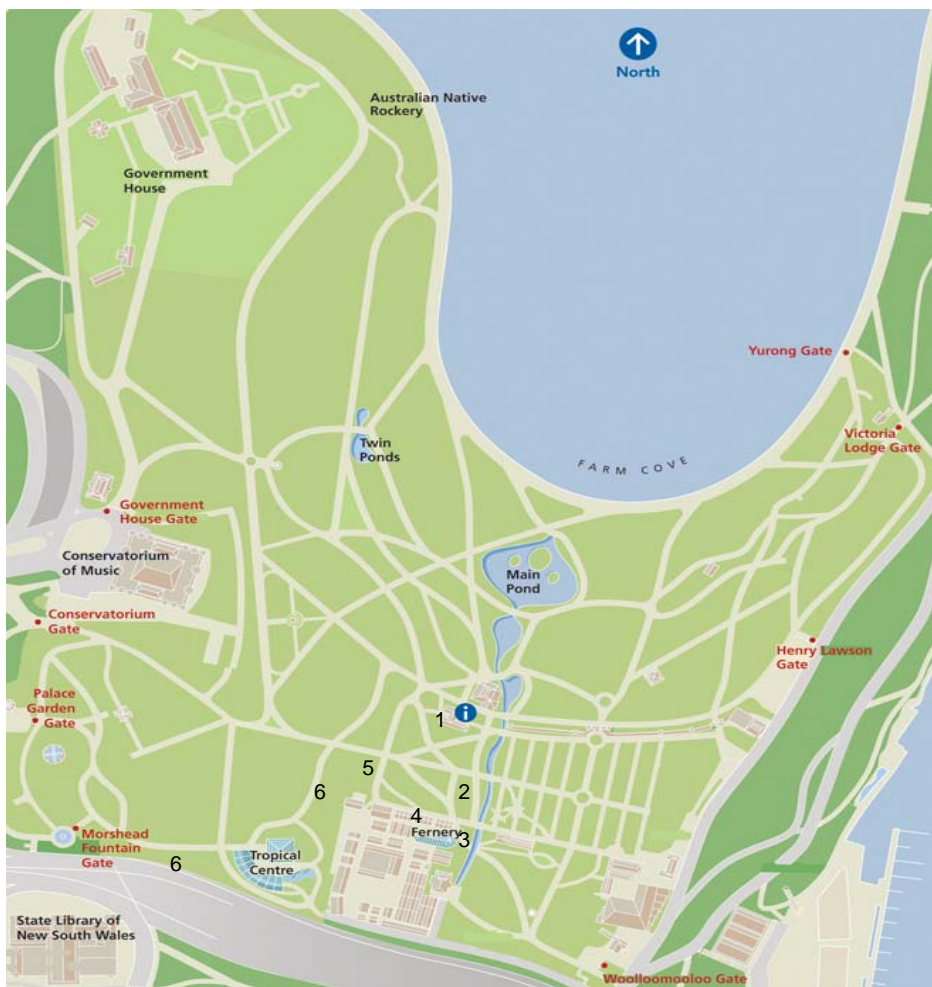 North
Australian Native
Rockery
Government
House
Yurong Gate
Victoria
Lodge Gate
Twin
Ponds
FARM COVE
Government
House Gate
Conservatorium
of Music
Main
Pond
Conservatorium
Gate
Henry Lawson
Gate
Palace
Garden
Gate
1
i
5
6
2
4
Fernery
3
Morshead
Fountain
Gate
6
Tropical
Centre
State Library of
New South Wales
Woolloomooloo Gate